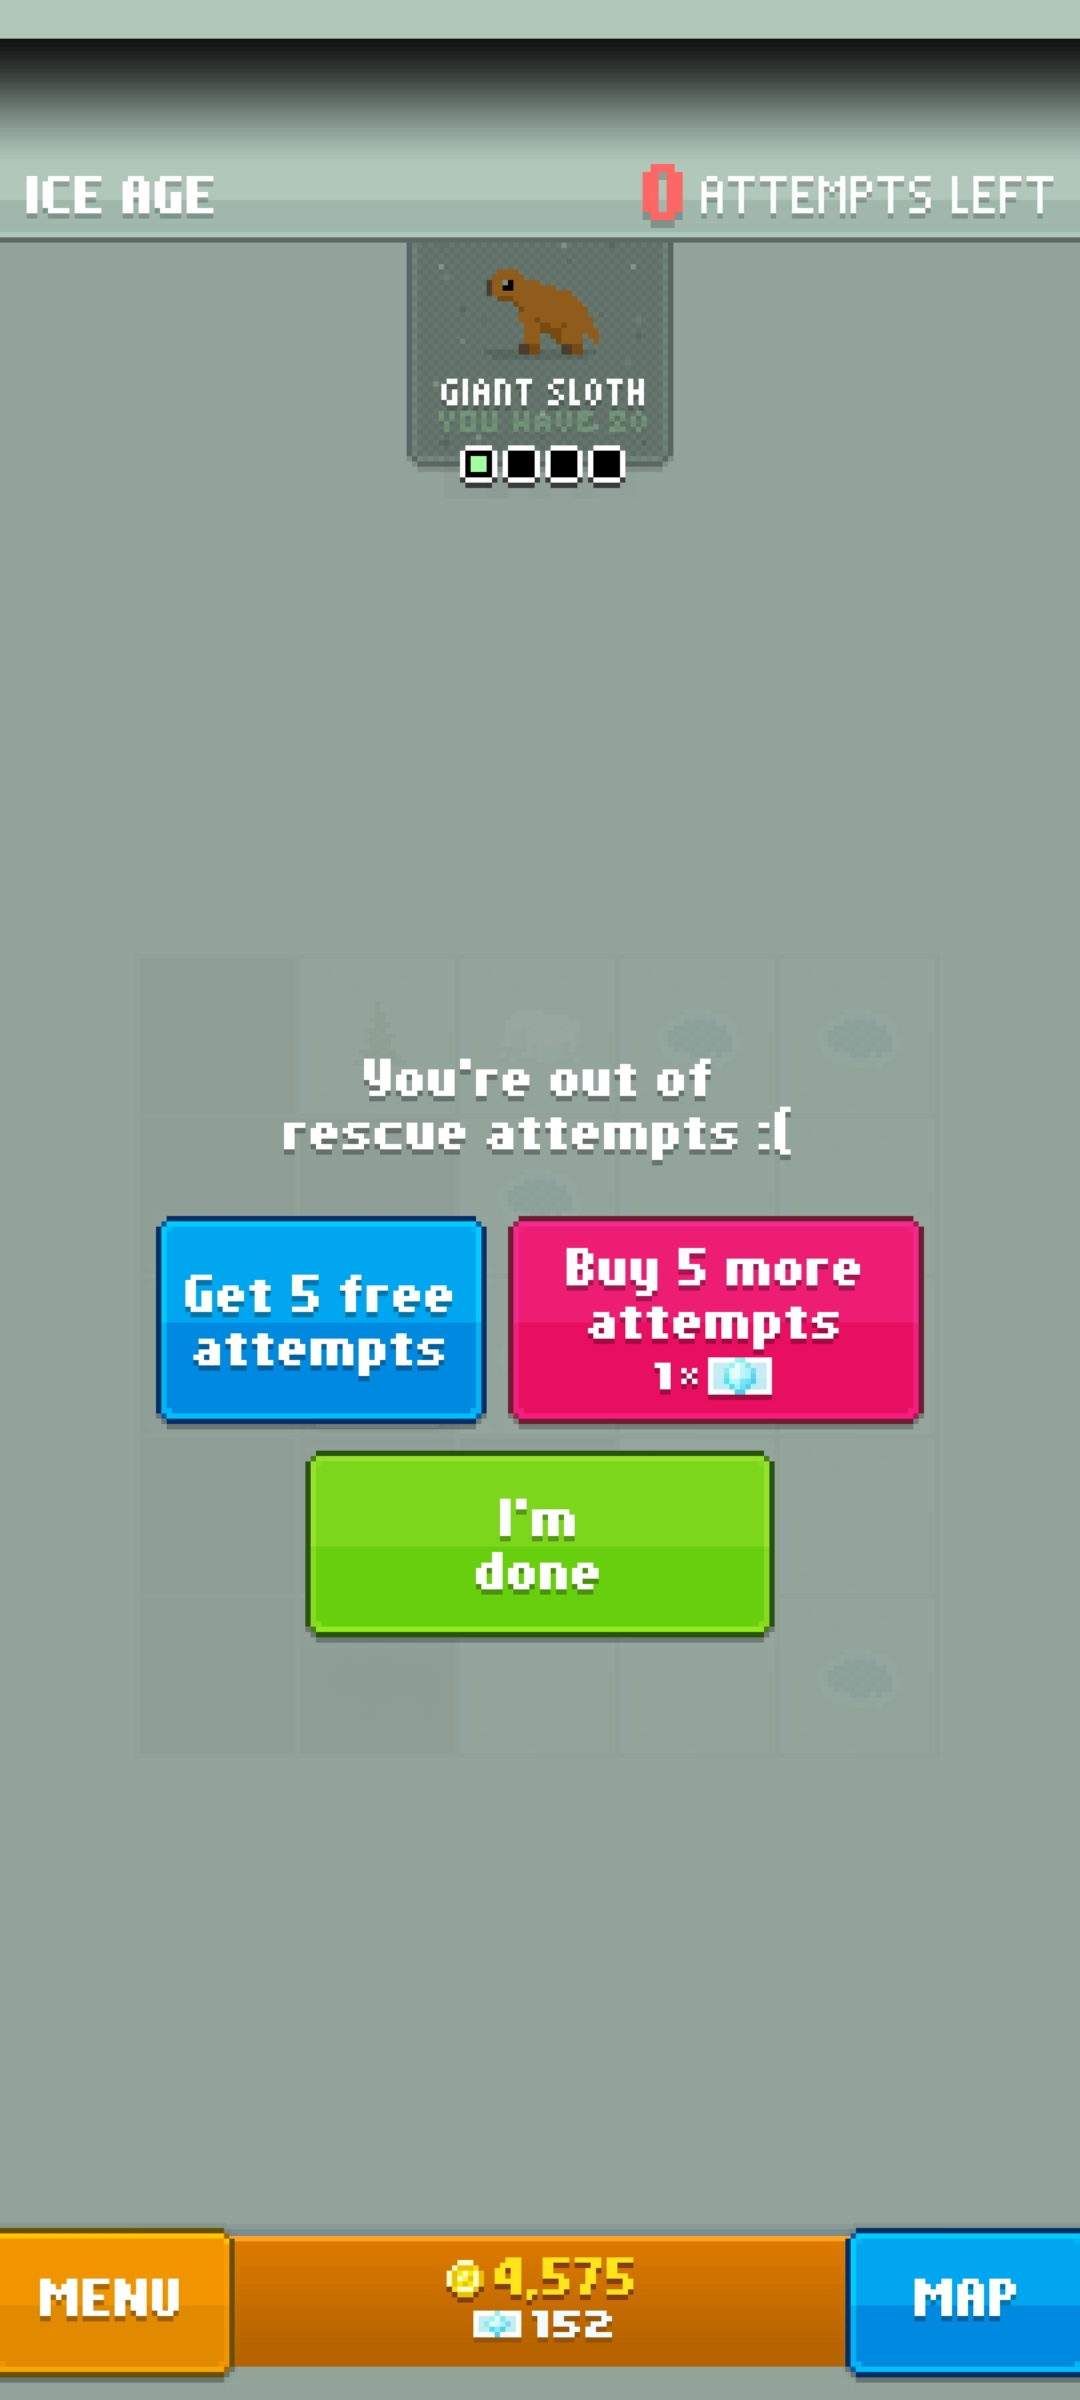 ICE AGE
0 ATTEMPTS LEFT
GIANT SLOTH
YOU HAVE 20
You're out of
rescue attempts :(
Get 5 free
attempts
Buy 5 more
attempts
1×
I'm
done
MENU
4,575
152
MAP